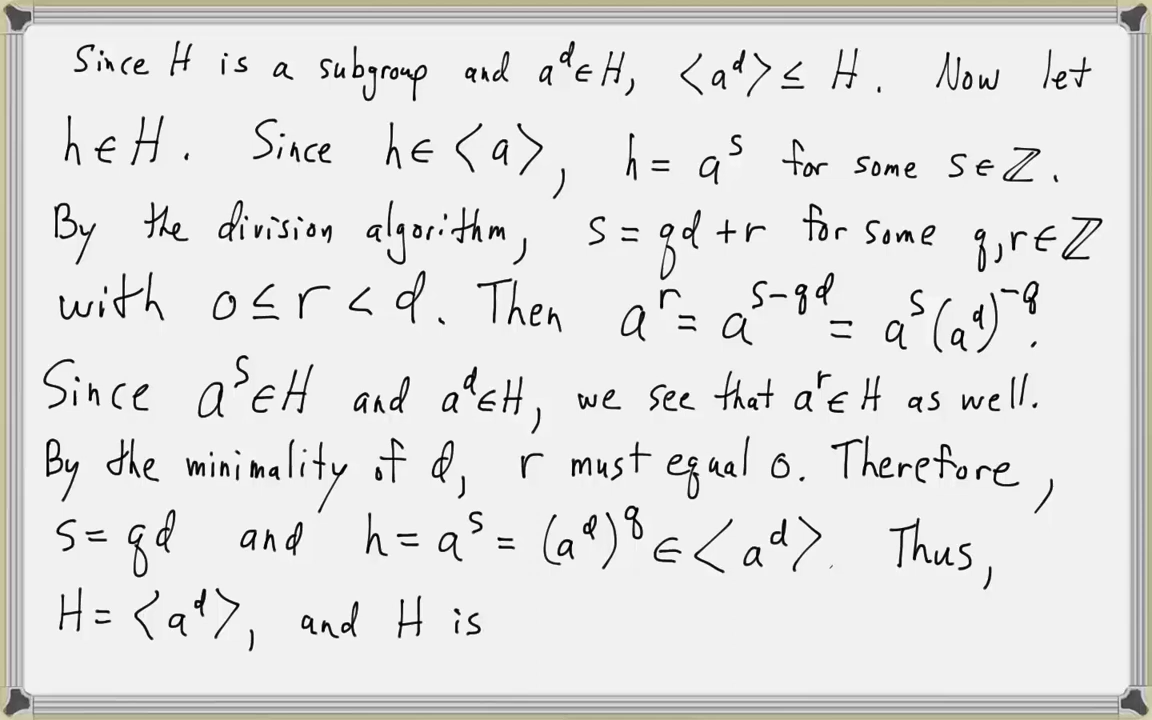 Since H is a subgroup and a^d ∈ H, ⟨a^d⟩ ≤ H. Now let
h ∈ H. Since h ∈ ⟨a⟩, h = a^s for some s ∈ ℤ.
By the division algorithm, s = qd + r for some q, r ∈ ℤ
with 0 ≤ r < d. Then a^r = a^(s-qd) = a^s (a^d)^(-q).
Since a^s ∈ H and a^d ∈ H, we see that a^r ∈ H as well.
By the minimality of d, r must equal 0. Therefore,
s = qd and h = a^s = (a^d)^q ∈ ⟨a^d⟩. Thus,
H = ⟨a^d⟩, and H is